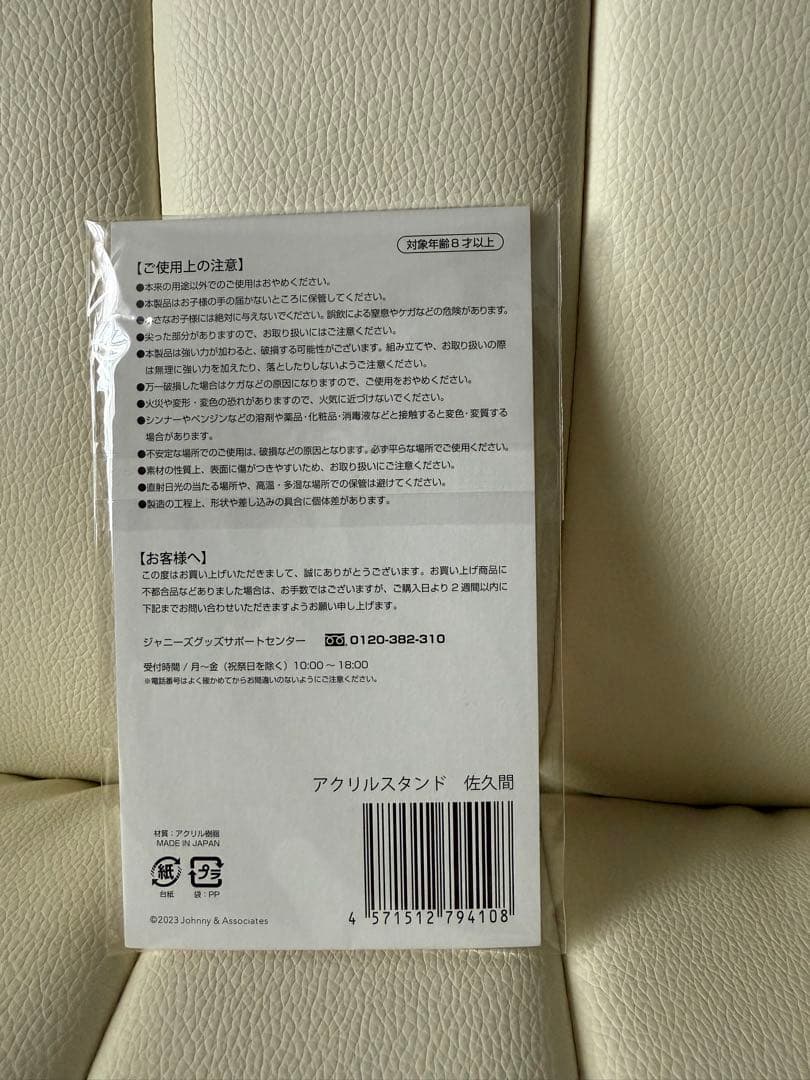 対象年齢8才以上
【ご使用上の注意】
●本来の用途以外でのご使用はおやめください。
●本製品はお子様の手の届かないところに保管してください。
●小さなお子様には絶対に与えないでください。誤飲による窒息やケガなどの危険があります。
●尖った部分がありますので、お取り扱いにはご注意ください。
●本製品は強い力が加わると、破損する可能性がございます。組み立てや、お取り扱いの際
は無理に強い力を加えたり、落としたりしないようご注意ください。
●万一破損した場合はケガなどの原因になりますので、ご使用をおやめください。
●火災や変形・変色の恐れがありますので、火気に近づけないでください。
●シンナーやベンジンなどの溶剤や薬品・化粧品・消毒液などと接触すると変色・変質する
場合があります。
●不安定な場所でのご使用は、破損などの原因となります。必ず平らな場所でご使用ください。
●素材の性質上、表面に傷がつきやすいため、お取り扱いにご注意ください。
●直射日光の当たる場所や、高温・多湿な場所での保管は避けてください。
●製造の工程上、形状や差し込みの具合に個体差があります。
【お客様へ】
この度はお買い上げいただきまして、誠にありがとうございます。お買い上げ商品に
不都合品などありました場合は、お手数ではございますが、ご購入日より2週間以内に
下記までお問い合わせいただきますようお願い申し上げます。
ジャニーズグッズサポートセンター 0120-382-310
受付時間/月〜金(祝祭日を除く)10:00〜18:00
※電話番号はよく確かめてからお間違いのないようにご注意ください。
アクリルスタンド 佐久間
材質:アクリル樹脂
MADE IN JAPAN
紙 プラ
台紙 袋:PP
©2023 Johnny & Associates
4 571512 794108